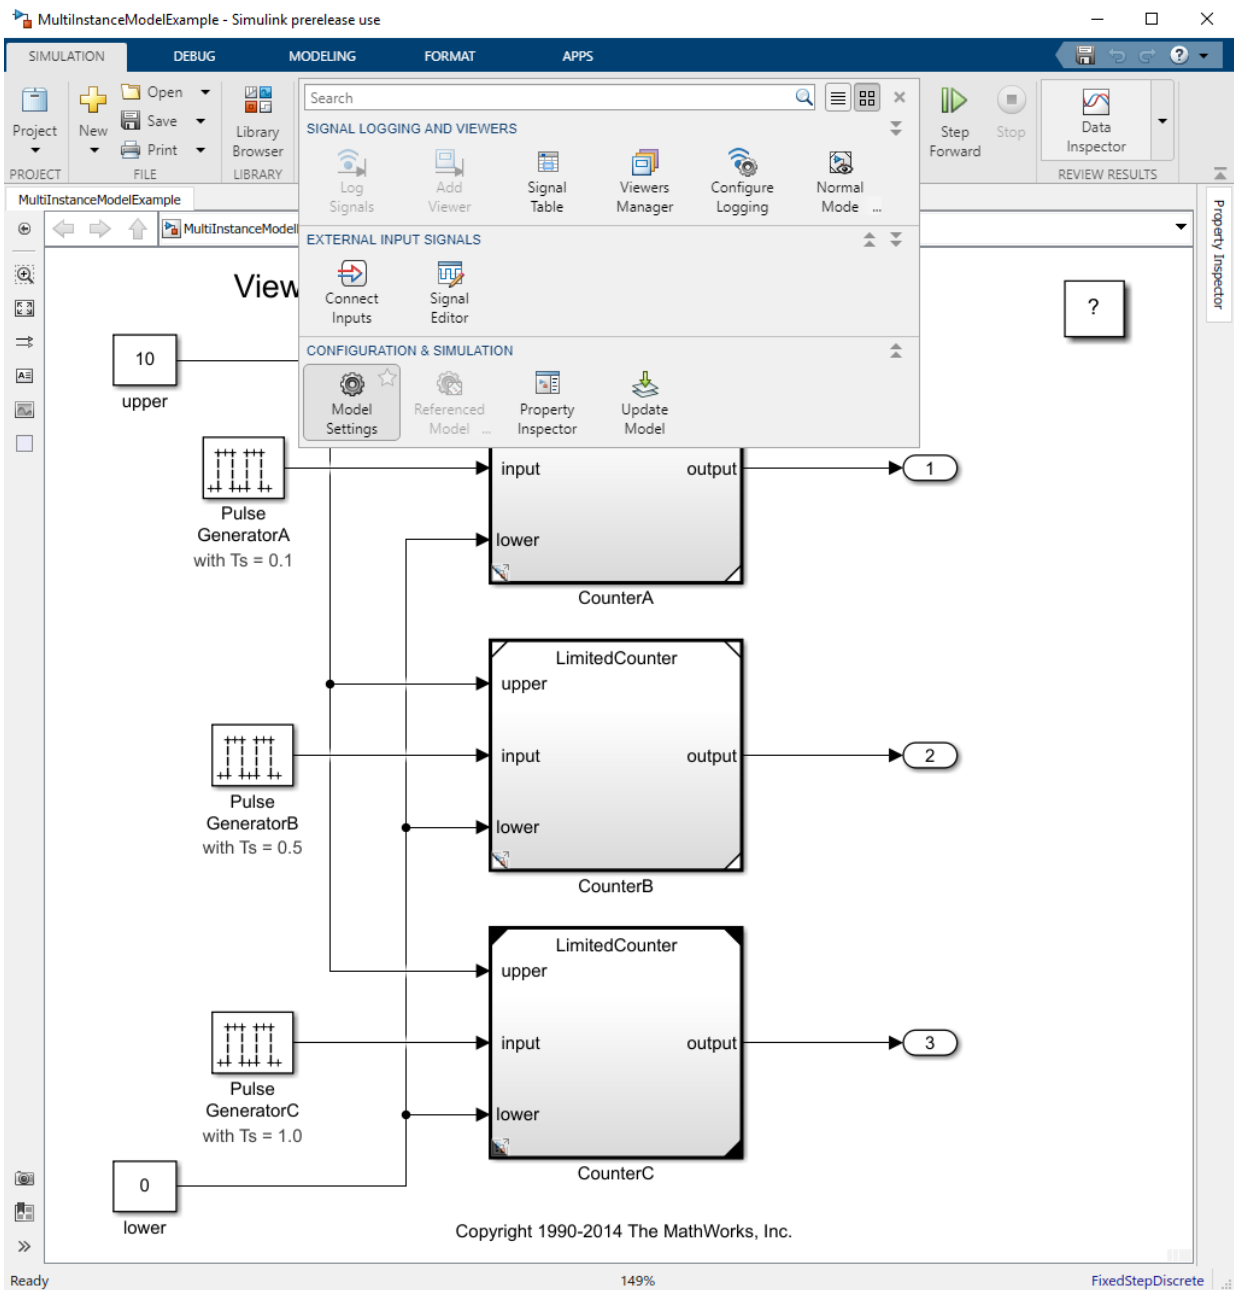 MultiInstanceModelExample - Simulink prerelease use
SIMULATION DEBUG MODELING FORMAT APPS
Project
New
Open
Save
Print
Library
Browser
PROJECT FILE LIBRARY
Search
SIGNAL LOGGING AND VIEWERS
Log
Signals
Add
Viewer
Signal
Table
Viewers
Manager
Configure
Logging
Normal
Mode ...
EXTERNAL INPUT SIGNALS
Connect
Inputs
Signal
Editor
CONFIGURATION & SIMULATION
Model
Settings
Referenced
Model ...
Property
Inspector
Update
Model
Step
Forward
Stop
Data
Inspector
REVIEW RESULTS
MultiInstanceModelExample
MultiInstanceModel
Property Inspector
View
?
10
upper
Pulse
GeneratorA
with Ts = 0.1
input
output
lower
CounterA
1
LimitedCounter
upper
input
output
lower
CounterB
2
Pulse
GeneratorB
with Ts = 0.5
LimitedCounter
upper
input
output
lower
CounterC
3
Pulse
GeneratorC
with Ts = 1.0
0
lower
Copyright 1990-2014 The MathWorks, Inc.
Ready 149% FixedStepDiscrete